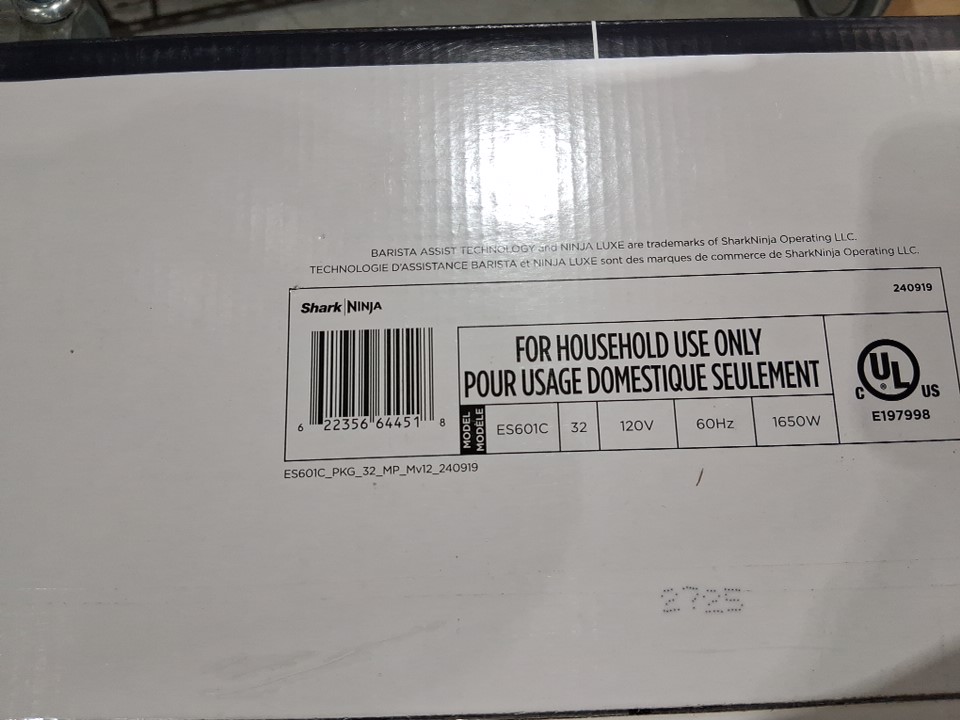 BARISTA ASSIST TECHNOLOGY and NINJA LUXE are trademarks of SharkNinja Operating LLC.
TECHNOLOGIE D'ASSISTANCE BARISTA et NINJA LUXE sont des marques de commerce de SharkNinja Operating LLC.
240919
Shark | NINJA
FOR HOUSEHOLD USE ONLY
POUR USAGE DOMESTIQUE SEULEMENT
C UL ® US
E197998
6 22356 64451 8
MODEL
MODÈLE
ES601C 32 120V 60Hz 1650W
ES601C_PKG_32_MP_Mv12_240919
2725